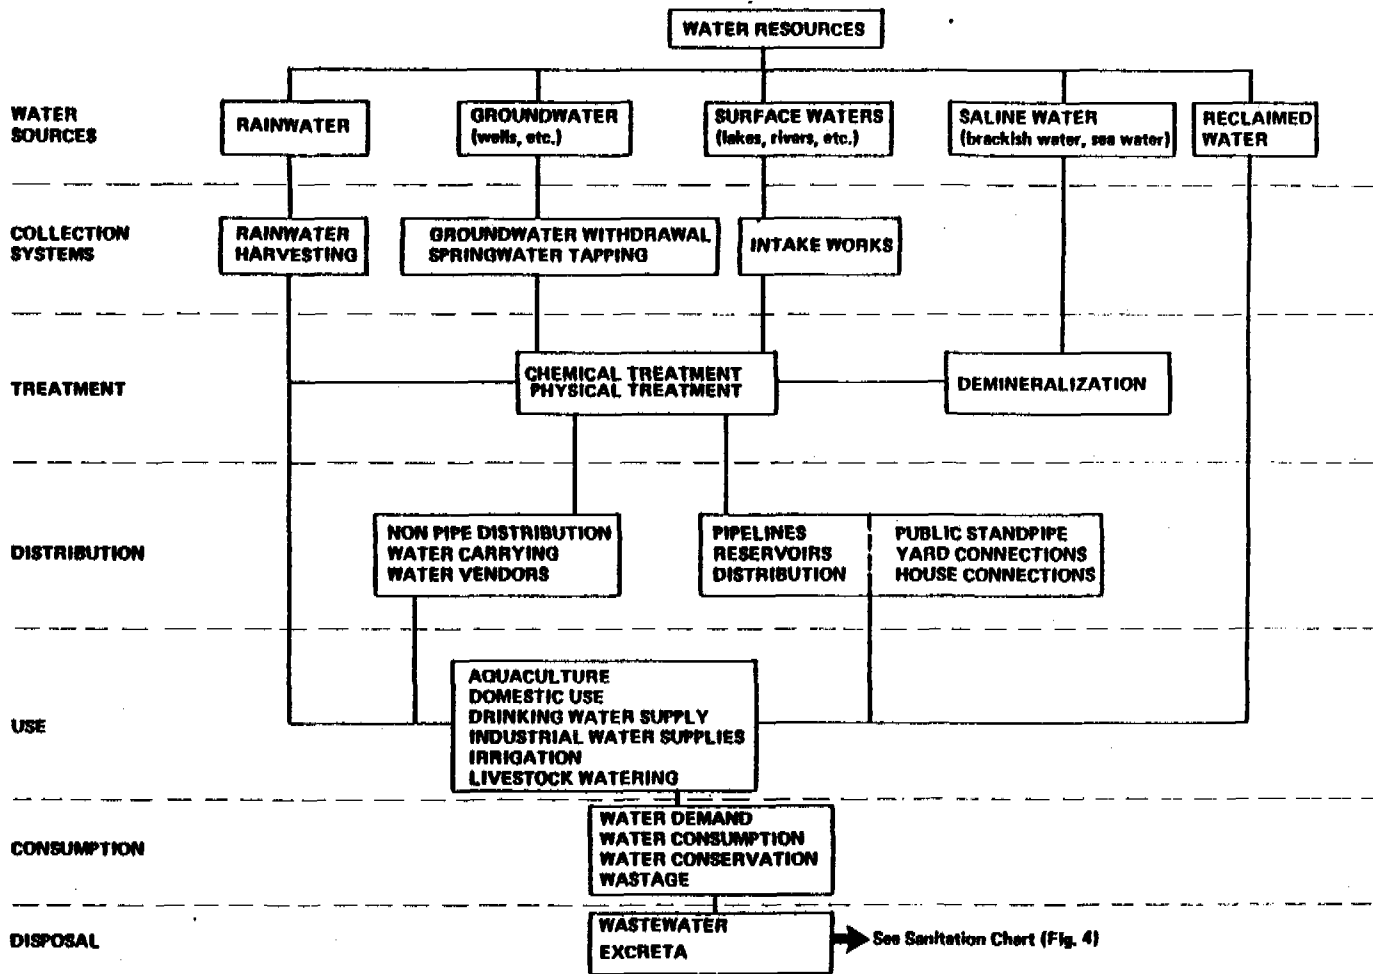 WATER RESOURCES
WATER
SOURCES
RAINWATER
GROUNDWATER
(wells, etc.)
SURFACE WATERS
(lakes, rivers, etc.)
SALINE WATER
(brackish water, sea water)
RECLAIMED
WATER
COLLECTION
SYSTEMS
RAINWATER
HARVESTING
GROUNDWATER WITHDRAWAL
SPRINGWATER TAPPING
INTAKE WORKS
TREATMENT
CHEMICAL TREATMENT
PHYSICAL TREATMENT
DEMINERALIZATION
DISTRIBUTION
NON PIPE DISTRIBUTION
WATER CARRYING
WATER VENDORS
PIPELINES
RESERVOIRS
DISTRIBUTION
PUBLIC STANDPIPE
YARD CONNECTIONS
HOUSE CONNECTIONS
USE
AQUACULTURE
DOMESTIC USE
DRINKING WATER SUPPLY
INDUSTRIAL WATER SUPPLIES
IRRIGATION
LIVESTOCK WATERING
CONSUMPTION
WATER DEMAND
WATER CONSUMPTION
WATER CONSERVATION
WASTAGE
DISPOSAL
WASTEWATER
EXCRETA
See Sanitation Chart (Fig. 4)